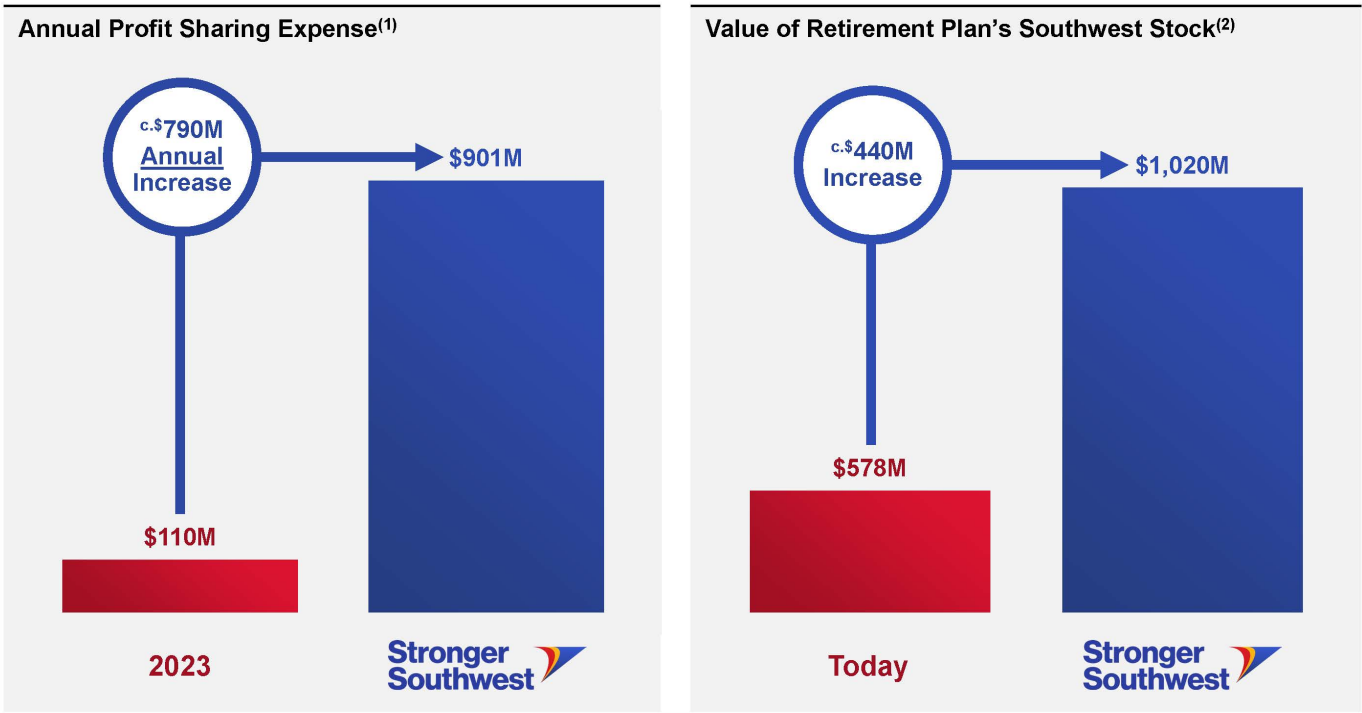 Annual Profit Sharing Expense(1)
c.$790M
Annual
Increase
$901M
$110M
2023
Stronger
Southwest
Value of Retirement Plan's Southwest Stock(2)
c.$440M
Increase
$1,020M
$578M
Today
Stronger
Southwest